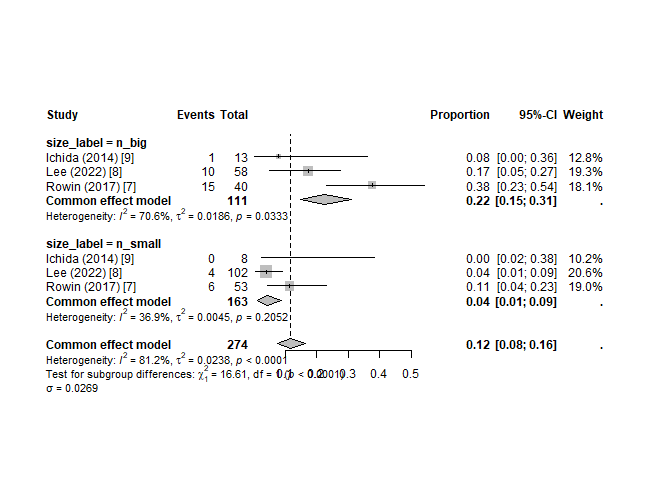 Study Events Total Proportion 95%-CI Weight
size_label = n_big
Ichida (2014) [9] 1 13 0.08 [0.00; 0.36] 12.8%
Lee (2022) [8] 10 58 0.17 [0.05; 0.27] 19.3%
Rowin (2017) [7] 15 40 0.38 [0.23; 0.54] 18.1%
Common effect model 111 0.22 [0.15; 0.31] .
Heterogeneity: I² = 70.6%, τ² = 0.0186, p = 0.0333
size_label = n_small
Ichida (2014) [9] 0 8 0.00 [0.02; 0.38] 10.2%
Lee (2022) [8] 4 102 0.04 [0.01; 0.09] 20.6%
Rowin (2017) [7] 6 53 0.11 [0.04; 0.23] 19.0%
Common effect model 163 0.04 [0.01; 0.09] .
Heterogeneity: I² = 36.9%, τ² = 0.0045, p = 0.2052
Common effect model 274 0.12 [0.08; 0.16] .
Heterogeneity: I² = 81.2%, τ² = 0.0238, p < 0.0001
Test for subgroup differences: χ₁² = 16.61, df = 1 (p < 0.0001)
0.1 0.2 0.3 0.4 0.5
σ = 0.0269